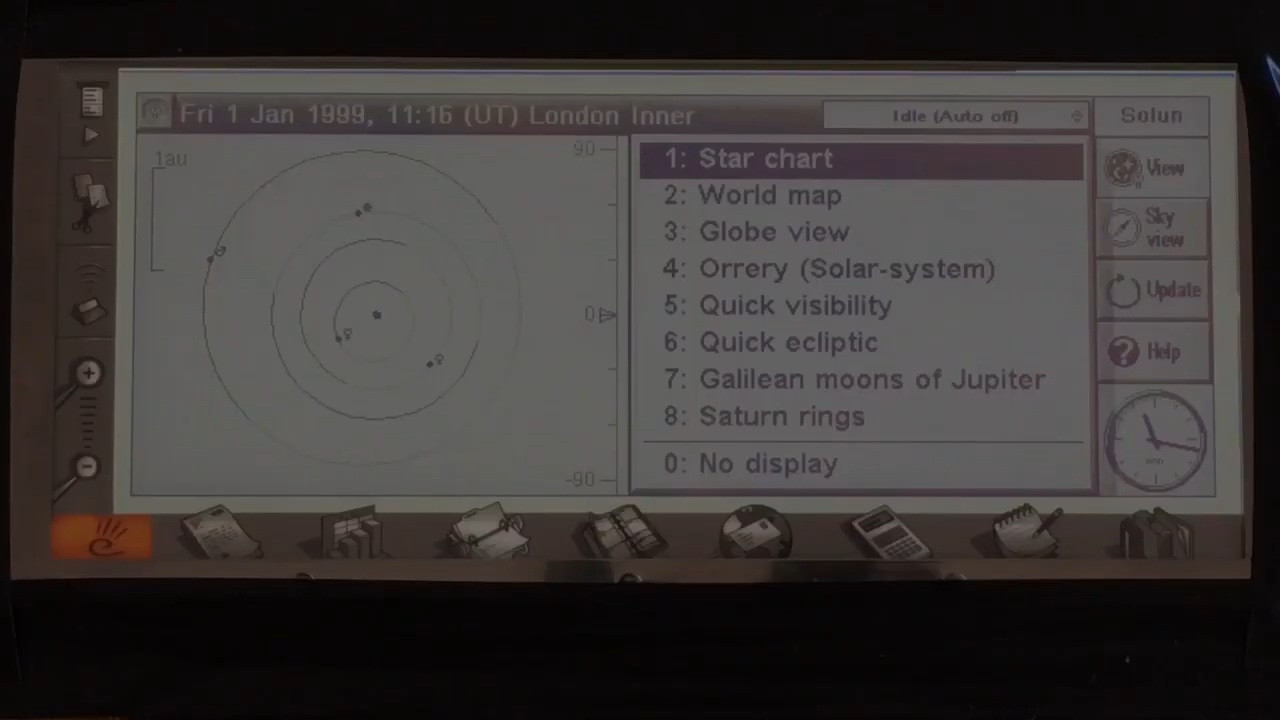 Fri 1 Jan 1999, 11:16 (UT) London Inner
Idle (Auto off)
Solun
1au
90
0
-90
1: Star chart
2: World map
3: Globe view
4: Orrery (Solar-system)
5: Quick visibility
6: Quick ecliptic
7: Galilean moons of Jupiter
8: Saturn rings
0: No display
View
Sky
view
Update
Help